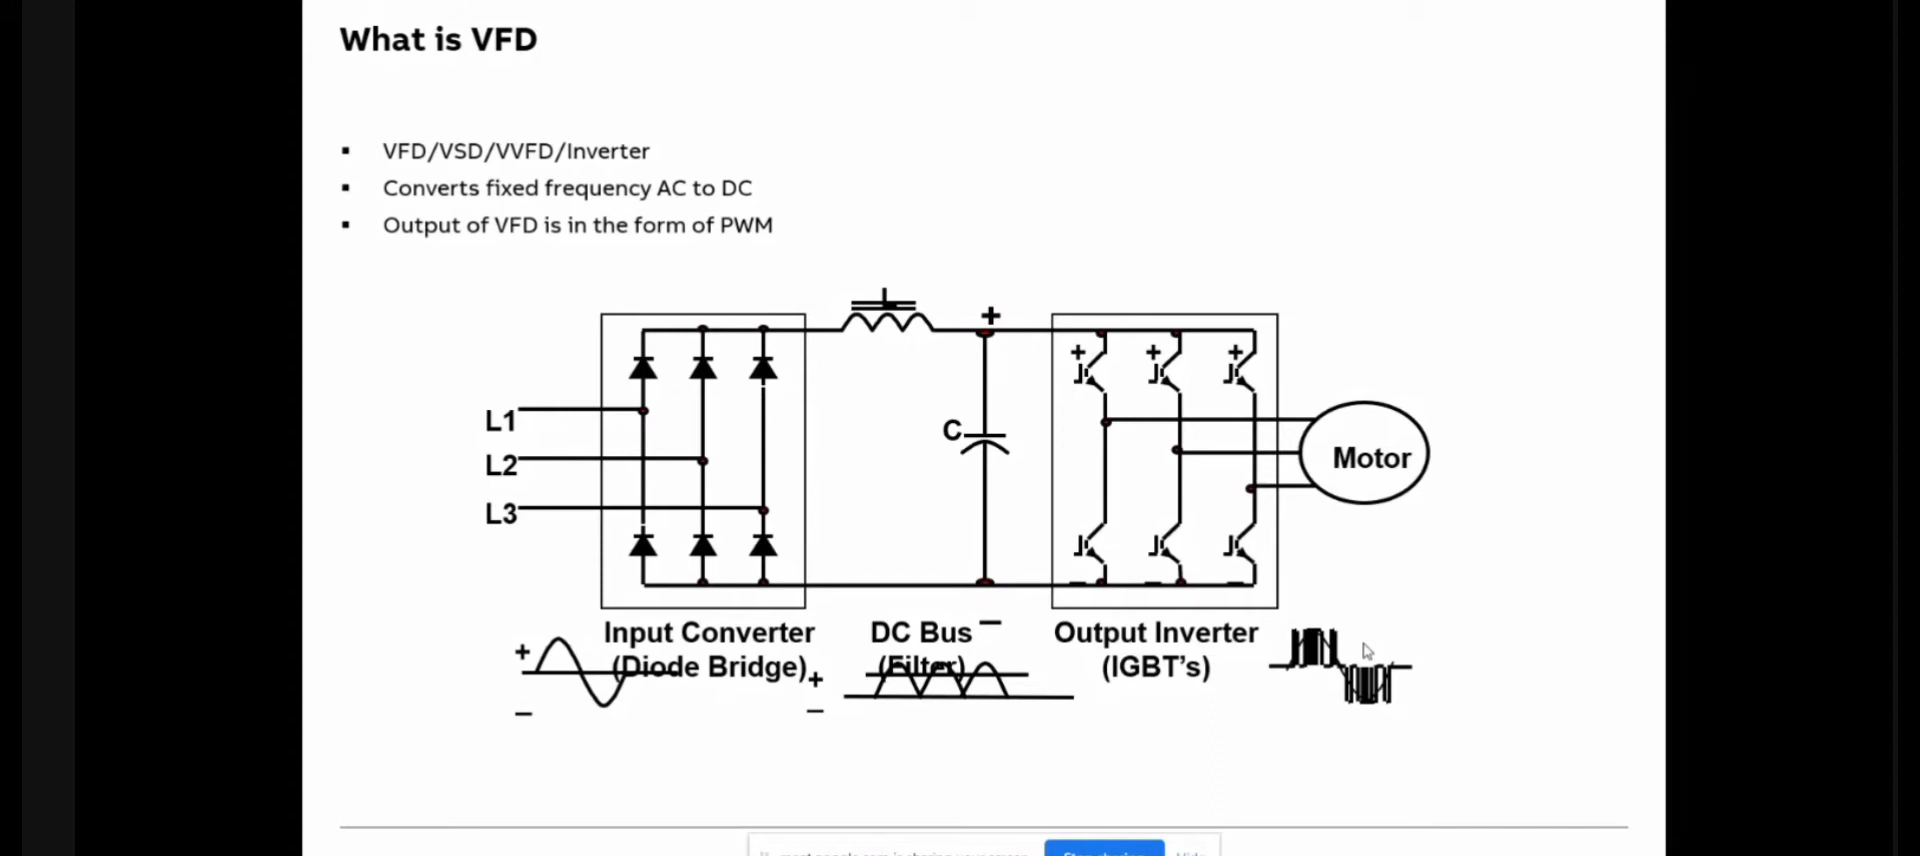 What is VFD
▪ VFD/VSD/VVFD/Inverter
▪ Converts fixed frequency AC to DC
▪ Output of VFD is in the form of PWM
L
+
+ + +
L1
L2
L3
C
Motor
Input Converter
(Diode Bridge)
DC Bus –
(Filter)
Output Inverter
(IGBT's)
+
–
+
–